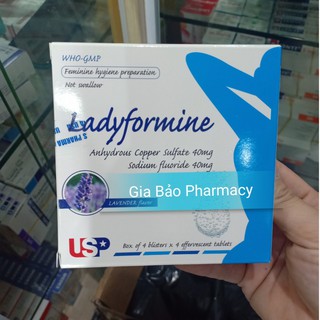 WHO-GMP
Feminine hygiene preparation
Not swallow
Ladyformine
Anhydrous Copper Sulfate 40mg
Sodium fluoride 40mg
Gia Bảo Pharmacy
LAVENDER flavor
USP
Box of 4 blisters x 4 effervescent tablets